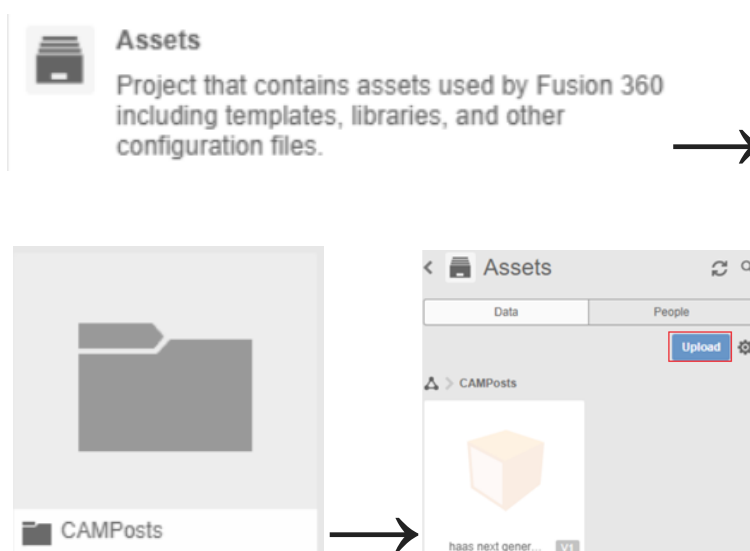 Assets
Project that contains assets used by Fusion 360
including templates, libraries, and other
configuration files.
CAMPosts
Assets
Data People
Upload
CAMPosts
haas next gener... V1